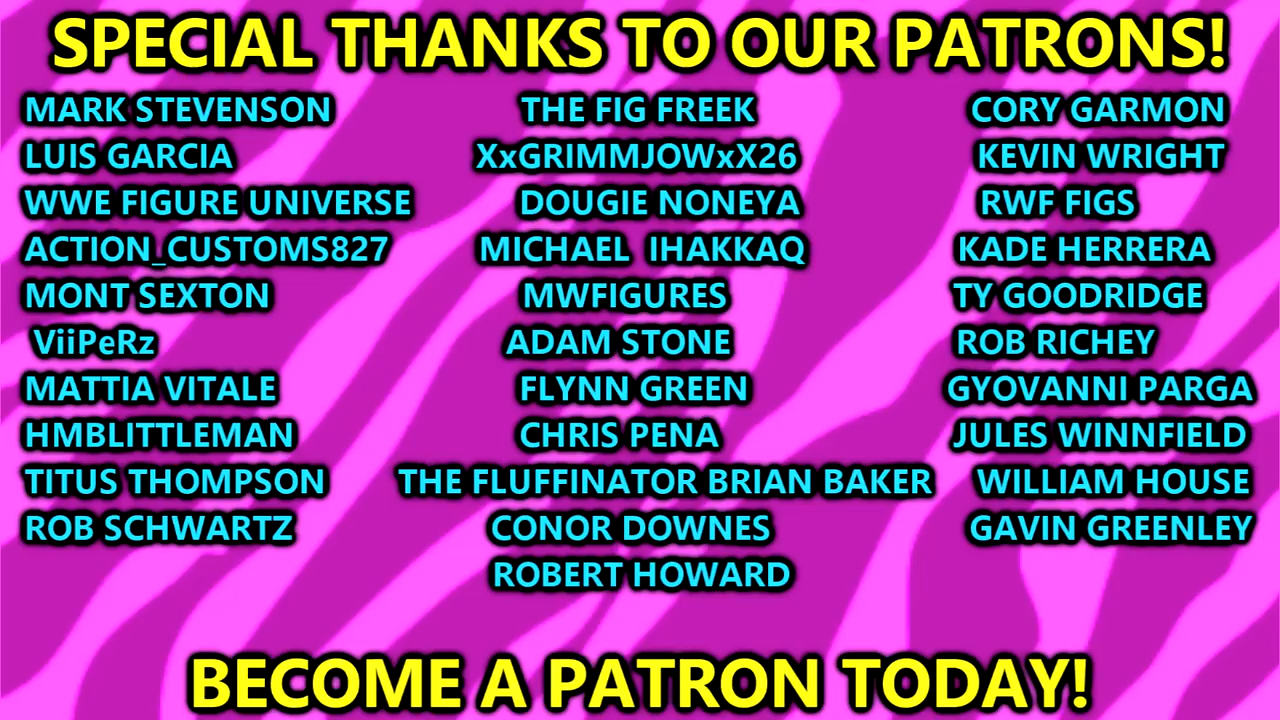 SPECIAL THANKS TO OUR PATRONS!
MARK STEVENSON THE FIG FREEK CORY GARMON
LUIS GARCIA XxGRIMMJOWxX26 KEVIN WRIGHT
WWE FIGURE UNIVERSE DOUGIE NONEYA RWF FIGS
ACTION_CUSTOMS827 MICHAEL IHAKKAQ KADE HERRERA
MONT SEXTON MWFIGURES TY GOODRIDGE
ViiPeRz ADAM STONE ROB RICHEY
MATTIA VITALE FLYNN GREEN GYOVANNI PARGA
HMBLITTLEMAN CHRIS PENA JULES WINNFIELD
TITUS THOMPSON THE FLUFFINATOR BRIAN BAKER WILLIAM HOUSE
ROB SCHWARTZ CONOR DOWNES GAVIN GREENLEY
ROBERT HOWARD
BECOME A PATRON TODAY!